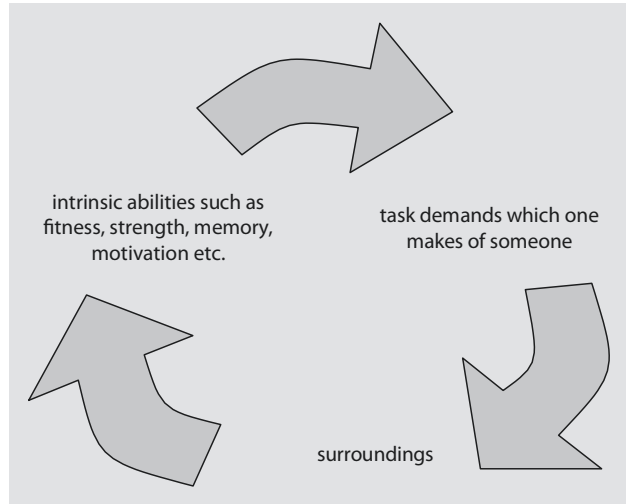 intrinsic abilities such as
fitness, strength, memory,
motivation etc.
task demands which one
makes of someone
surroundings